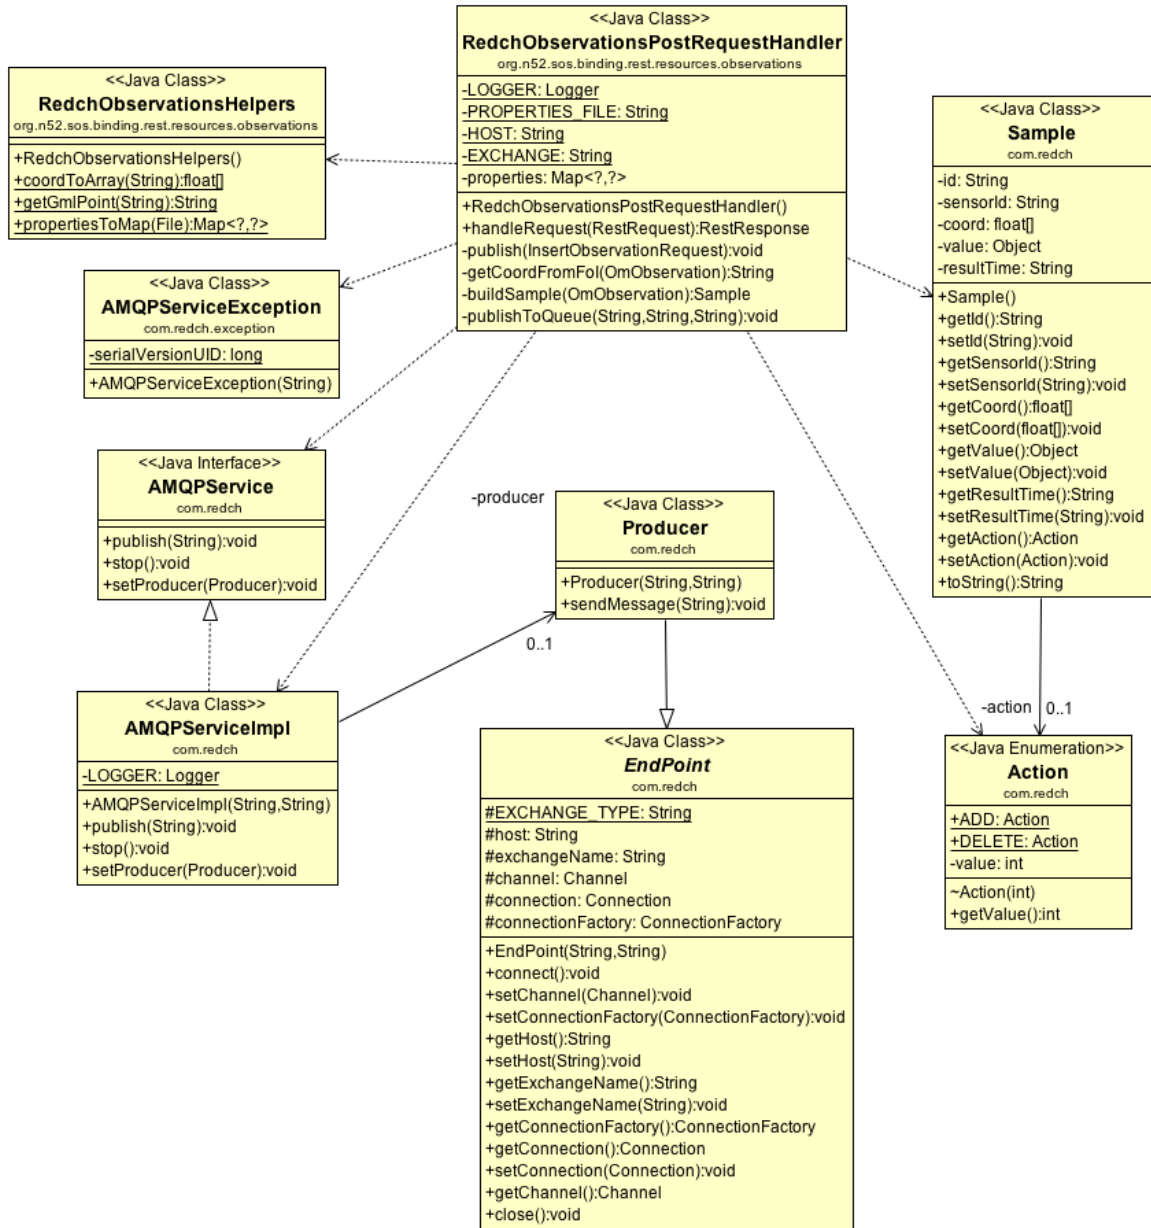 <<Java Class>>
RedchObservationsPostRequestHandler
org.n52.sos.binding.rest.resources.observations
-LOGGER: Logger
-PROPERTIES_FILE: String
-HOST: String
-EXCHANGE: String
-properties: Map<?,?>
+RedchObservationsPostRequestHandler()
+handleRequest(RestRequest):RestResponse
-publish(InsertObservationRequest):void
-getCoordFromFoI(OmObservation):String
-buildSample(OmObservation):Sample
-publishToQueue(String,String,String):void
<<Java Class>>
RedchObservationsHelpers
org.n52.sos.binding.rest.resources.observations
+RedchObservationsHelpers()
+coordToArray(String):float[]
+getGmlPoint(String):String
+propertiesToMap(File):Map<?,?>
<<Java Class>>
Sample
com.redch
-id: String
-sensorId: String
-coord: float[]
-value: Object
-resultTime: String
+Sample()
+getId():String
+setId(String):void
+getSensorId():String
+setSensorId(String):void
+getCoord():float[]
+setCoord(float[]):void
+getValue():Object
+setValue(Object):void
+getResultTime():String
+setResultTime(String):void
+getAction():Action
+setAction(Action):void
+toString():String
<<Java Class>>
AMQPServiceException
com.redch.exception
-serialVersionUID: long
+AMQPServiceException(String)
<<Java Interface>>
AMQPService
com.redch
+publish(String):void
+stop():void
+setProducer(Producer):void
-producer
0..1
<<Java Class>>
Producer
com.redch
+Producer(String,String)
+sendMessage(String):void
<<Java Class>>
AMQPServiceImpl
com.redch
-LOGGER: Logger
+AMQPServiceImpl(String,String)
+publish(String):void
+stop():void
+setProducer(Producer):void
<<Java Class>>
EndPoint
com.redch
#EXCHANGE_TYPE: String
#host: String
#exchangeName: String
#channel: Channel
#connection: Connection
#connectionFactory: ConnectionFactory
+EndPoint(String,String)
+connect():void
+setChannel(Channel):void
+setConnectionFactory(ConnectionFactory):void
+getHost():String
+setHost(String):void
+getExchangeName():String
+setExchangeName(String):void
+getConnectionFactory():ConnectionFactory
+getConnection():Connection
+setConnection(Connection):void
+getChannel():Channel
+close():void
-action 0..1
<<Java Enumeration>>
Action
com.redch
+ADD: Action
+DELETE: Action
-value: int
~Action(int)
+getValue():int